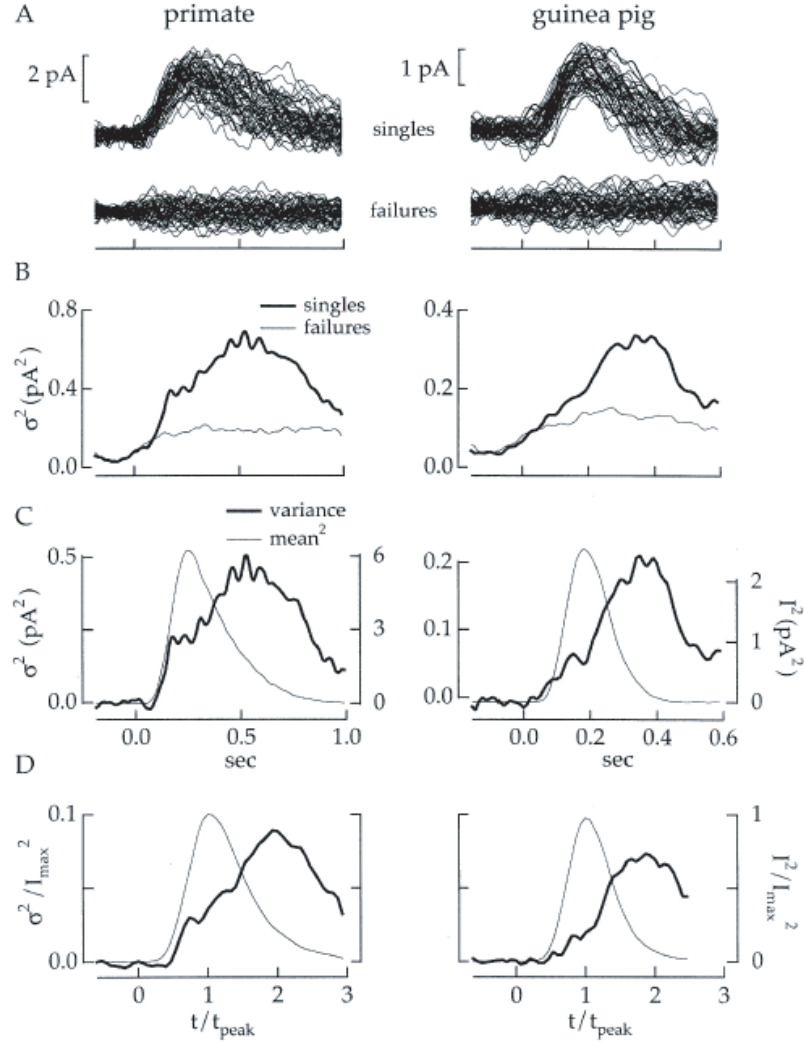 A
primate
guinea pig
2 pA
1 pA
singles
failures
B
0.8
0.4
0.0
σ² (pA²)
singles
failures
0.4
0.2
0.0
C
variance
mean²
0.5
0.0
σ² (pA²)
6
3
0
0.0 0.5 1.0
sec
0.2
0.1
0.0
2
1
0
I² (pA²)
0.0 0.2 0.4 0.6
sec
D
0.1
0.0
σ²/I_max²
0 1 2 3
t/t_peak
1
0
I²/I_max²
0 1 2 3
t/t_peak